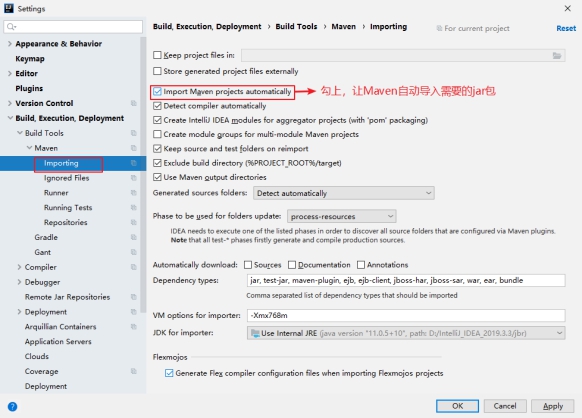 Settings
Build, Execution, Deployment › Build Tools › Maven › Importing
For current project
Reset
Appearance & Behavior
Keymap
Editor
Plugins
Version Control
Build, Execution, Deployment
Build Tools
Maven
Importing
Ignored Files
Runner
Running Tests
Repositories
Gradle
Gant
Compiler
Debugger
Remote Jar Repositories
Deployment
Arquillian Containers
Application Servers
Clouds
Coverage
Deployment
Keep project files in:
Store generated project files externally
Import Maven projects automatically
勾上，让Maven自动导入需要的jar包
Detect compiler automatically
Create IntelliJ IDEA modules for aggregator projects (with 'pom' packaging)
Create module groups for multi-module Maven projects
Keep source and test folders on reimport
Exclude build directory (%PROJECT_ROOT%/target)
Use Maven output directories
Generated sources folders: Detect automatically
Phase to be used for folders update: process-resources
IDEA needs to execute one of the listed phases in order to discover all source folders that are configured via Maven plugins.
Note that all test-* phases firstly generate and compile production sources.
Automatically download: Sources Documentation Annotations
Dependency types: jar, test-jar, maven-plugin, ejb, ejb-client, jboss-har, jboss-sar, war, ear, bundle
Comma separated list of dependency types that should be imported
VM options for importer: -Xmx768m
JDK for importer: Use Internal JRE (java version "11.0.5+10", path: D:/IntelliJ_IDEA_2019.3.3/jbr)
Flexmojos
Generate Flex compiler configuration files when importing Flexmojos projects
?
OK
Cancel
Apply